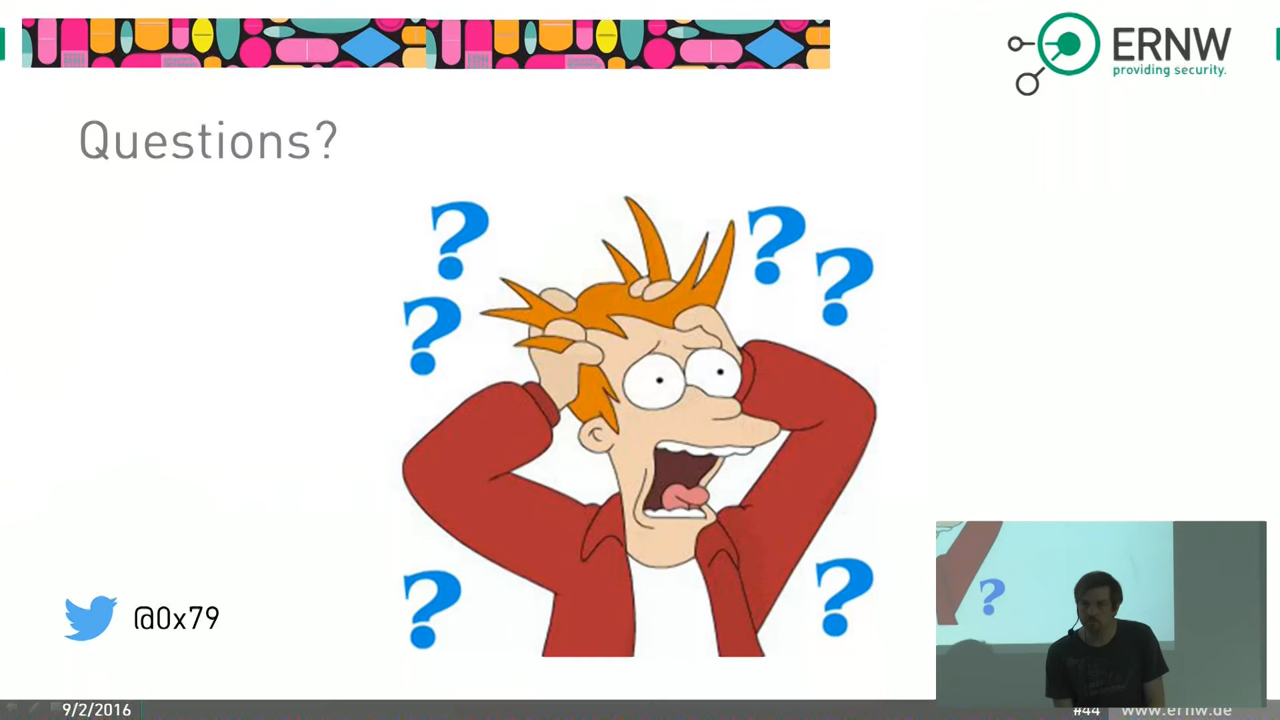 ERNW
providing security.
Questions?
?
?
?
?
?
?
?
@0x79
9/2/2016
#44
www.ernw.de